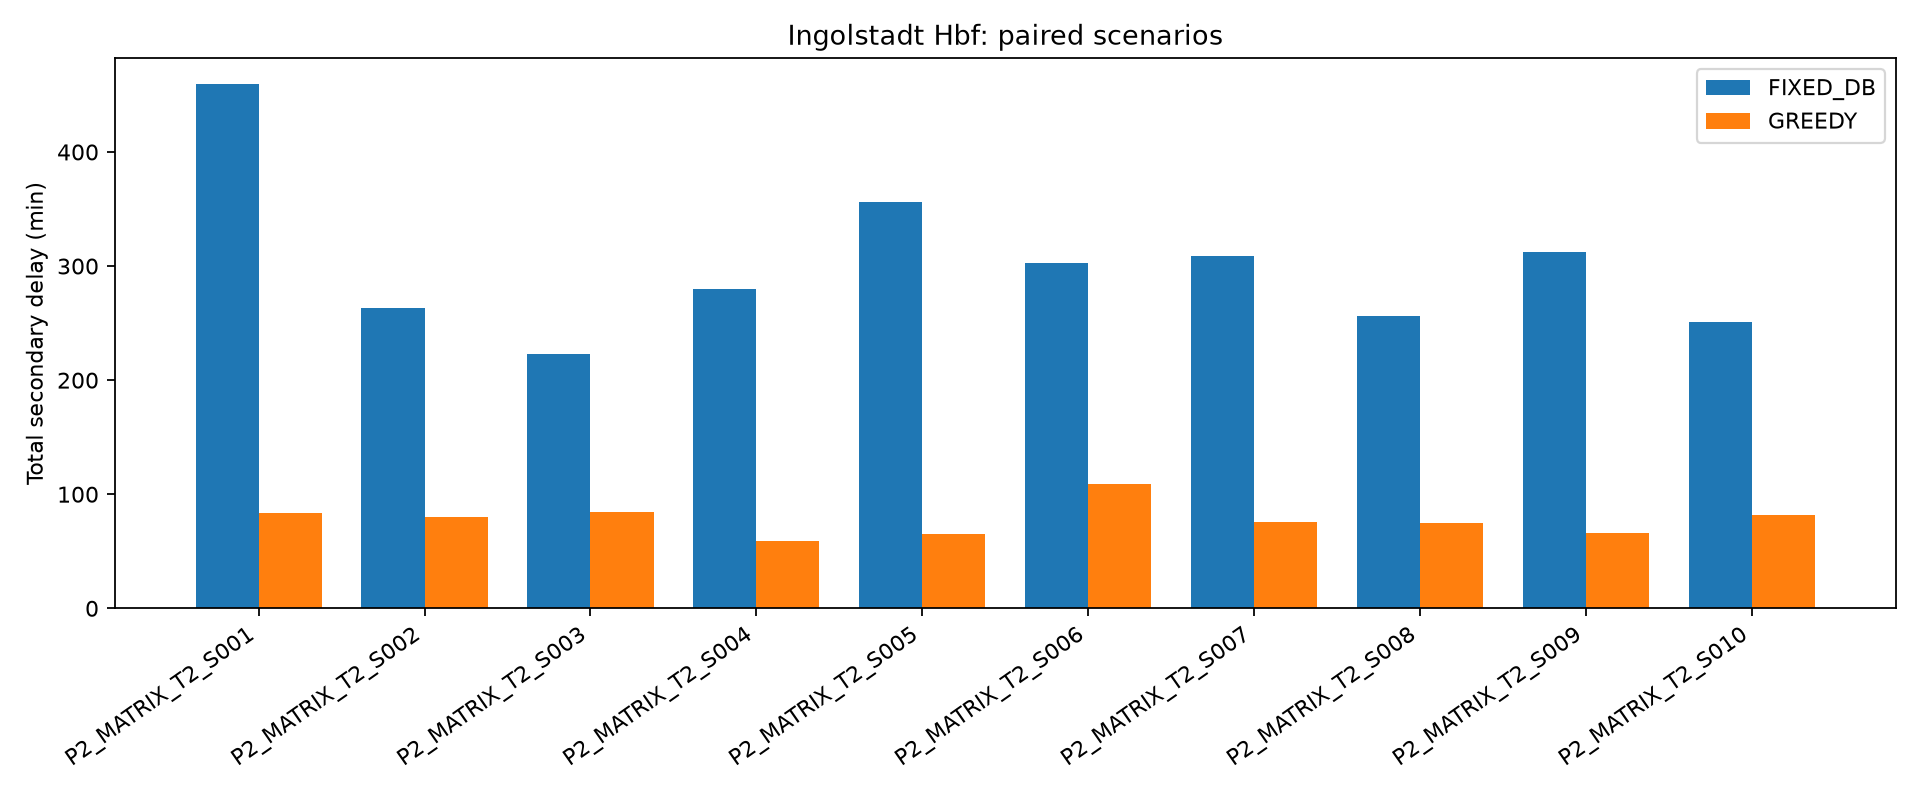 Ingolstadt Hbf: paired scenarios
FIXED_DB
GREEDY
Total secondary delay (min)
400
300
200
100
0
P2_MATRIX_T2_S001
P2_MATRIX_T2_S002
P2_MATRIX_T2_S003
P2_MATRIX_T2_S004
P2_MATRIX_T2_S005
P2_MATRIX_T2_S006
P2_MATRIX_T2_S007
P2_MATRIX_T2_S008
P2_MATRIX_T2_S009
P2_MATRIX_T2_S010